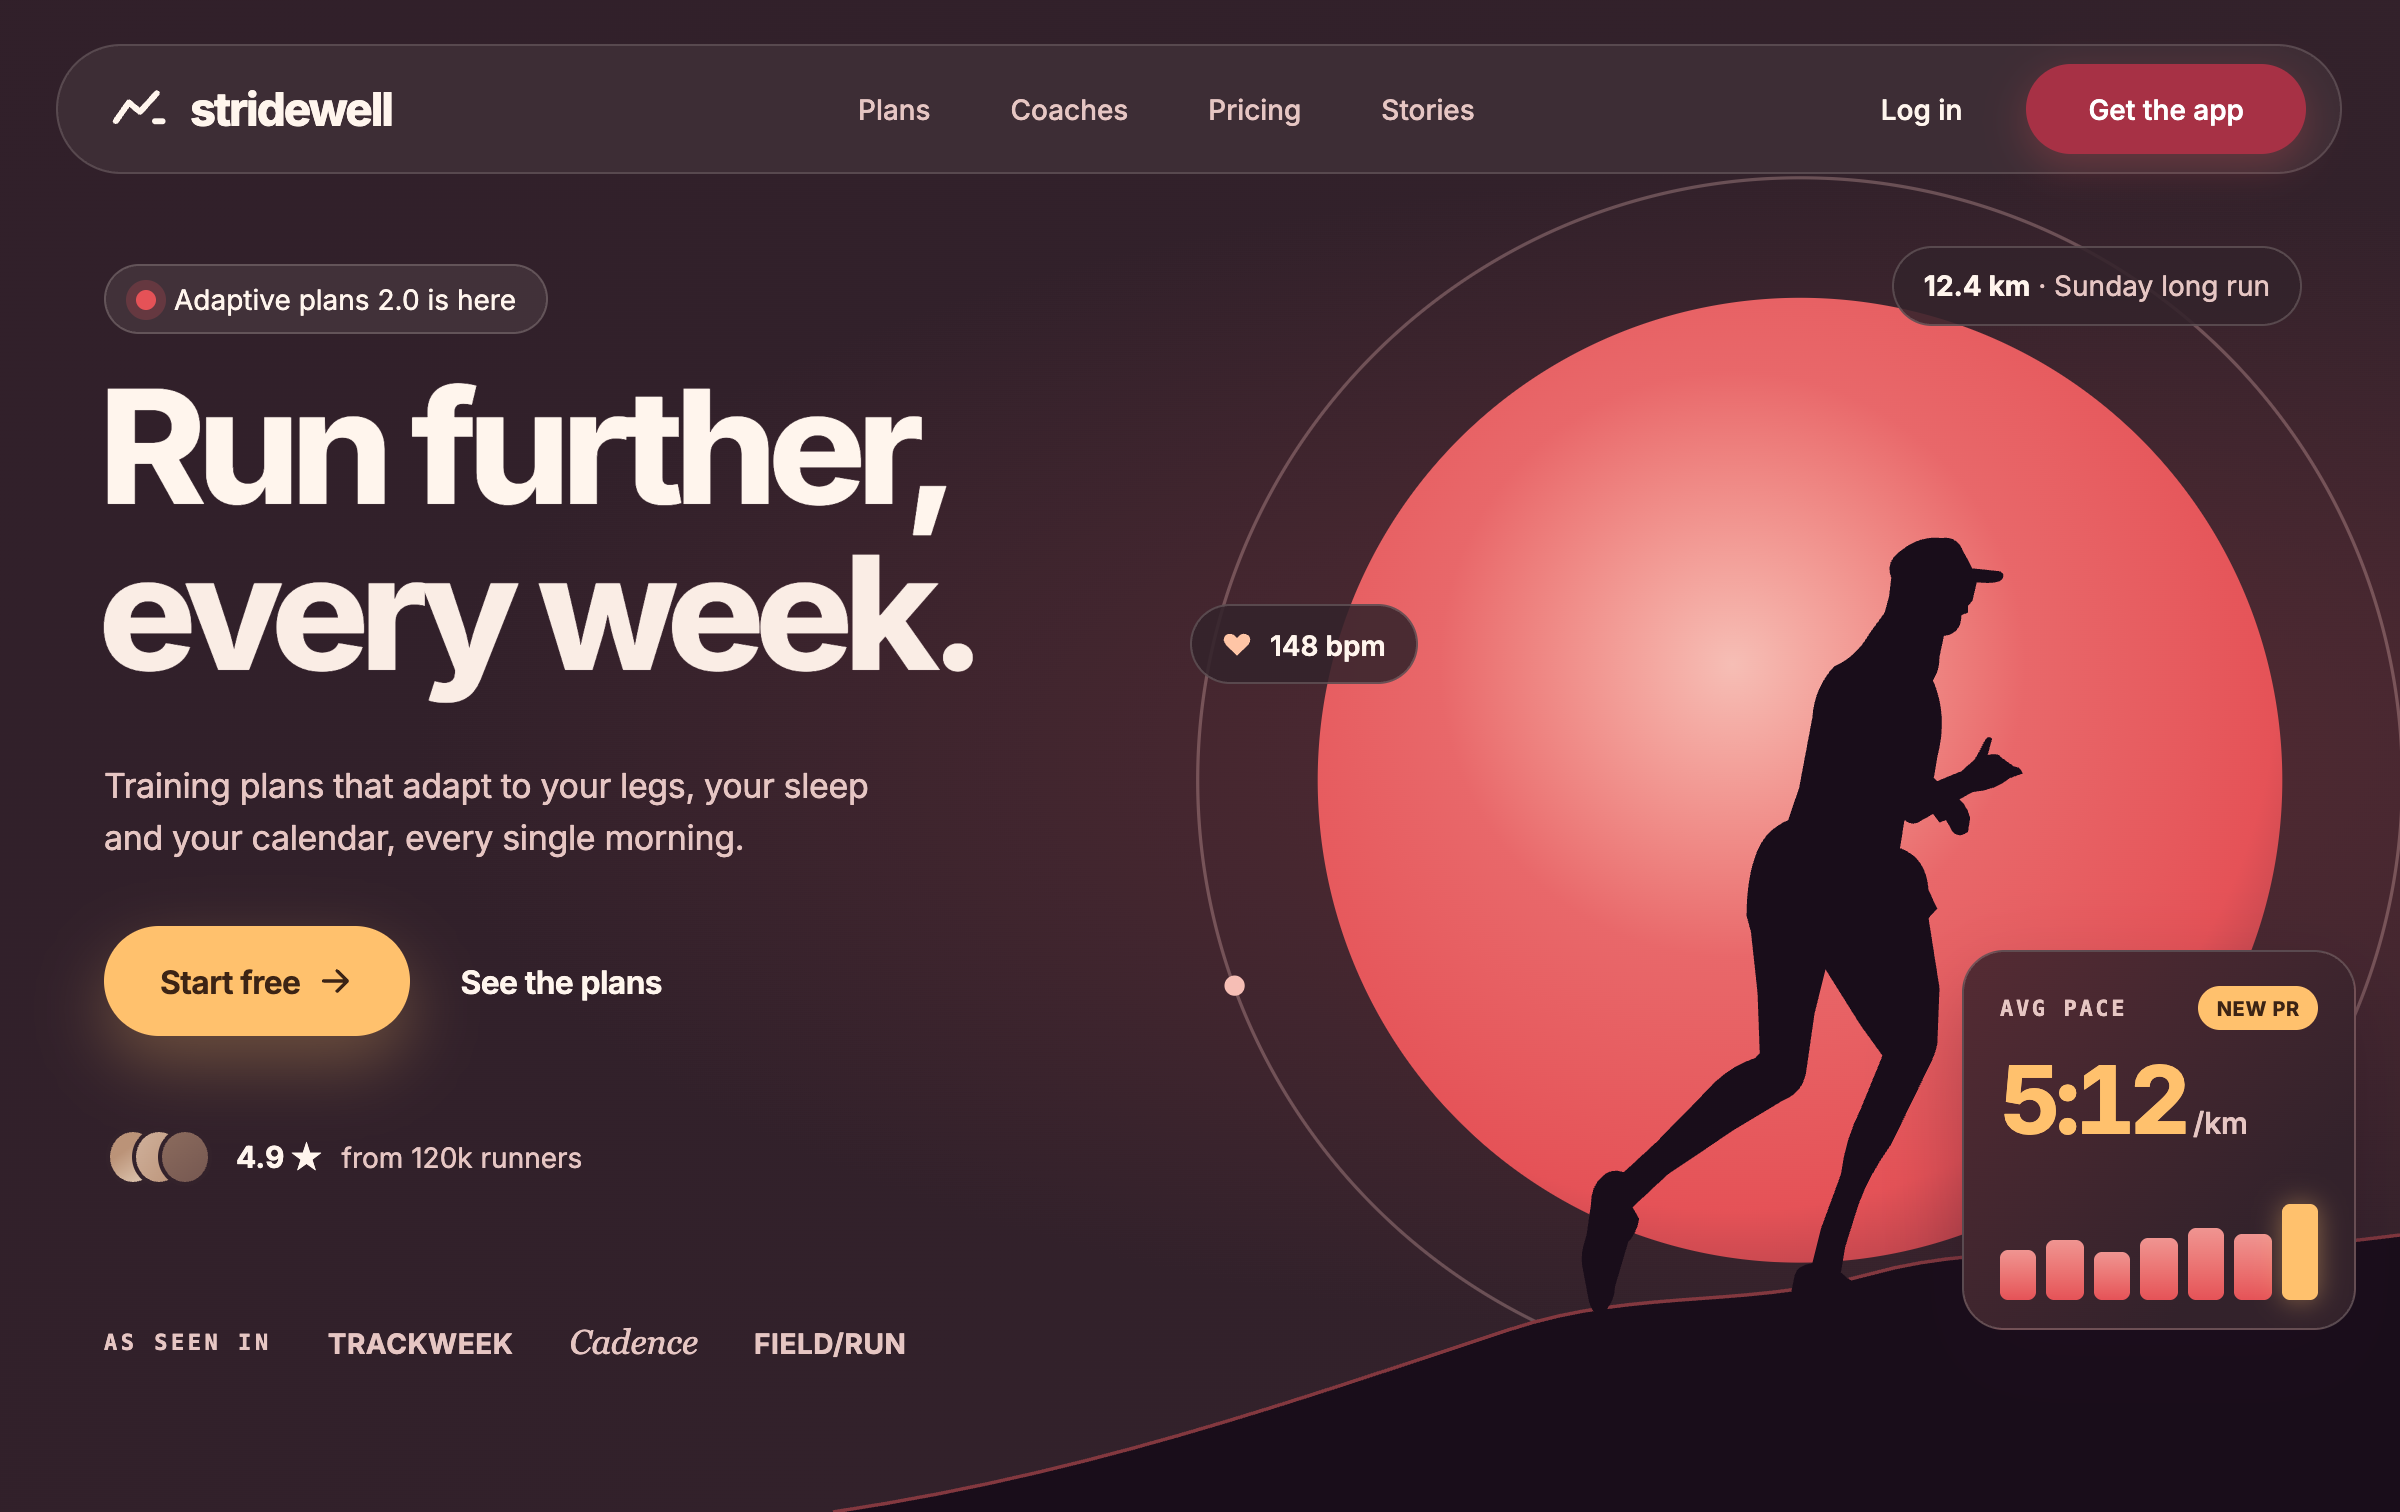 stridewell
Plans
Coaches
Pricing
Stories
Log in
Get the app
Adaptive plans 2.0 is here
12.4 km · Sunday long run
Run further,
every week.
148 bpm
Training plans that adapt to your legs, your sleep
and your calendar, every single morning.
Start free →
See the plans
AVG PACE
NEW PR
5:12 /km
4.9 ★ from 120k runners
AS SEEN IN
TRACKWEEK
Cadence
FIELD/RUN